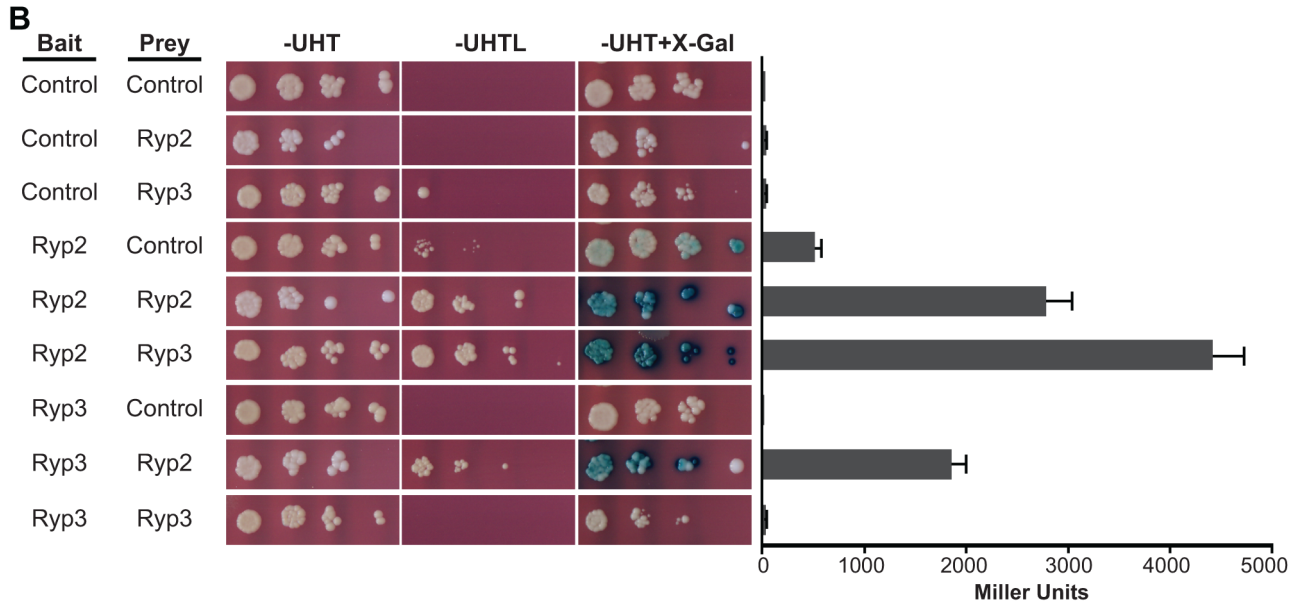 B
Bait Prey -UHT -UHTL -UHT+X-Gal
Control Control
Control Ryp2
Control Ryp3
Ryp2 Control
Ryp2 Ryp2
Ryp2 Ryp3
Ryp3 Control
Ryp3 Ryp2
Ryp3 Ryp3
0 1000 2000 3000 4000 5000
Miller Units